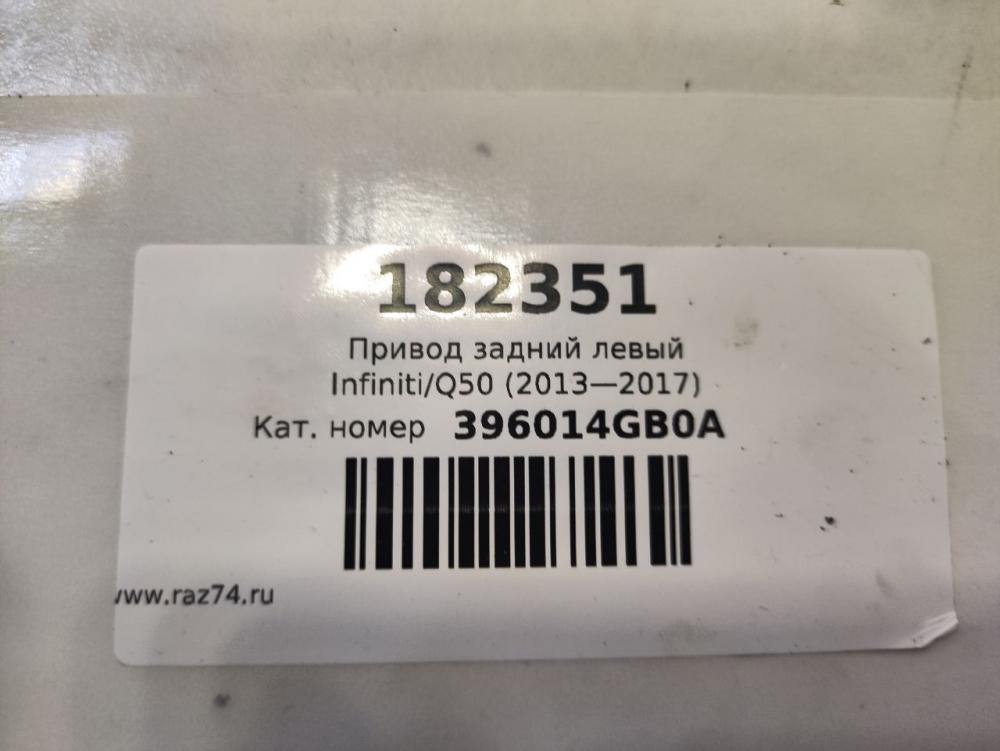 182351
Привод задний левый
Infiniti/Q50 (2013—2017)
Кат. номер 396014GB0A
www.raz74.ru